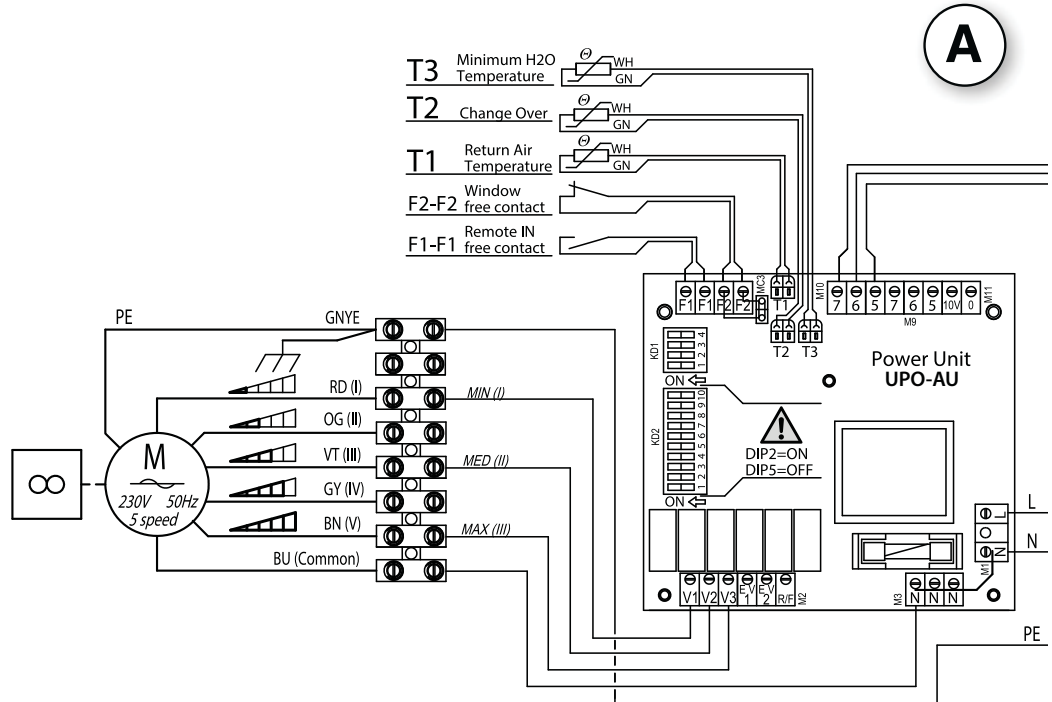 A
T3 Minimum H2O
Temperature
WH
GN
T2 Change Over
WH
GN
T1 Return Air
Temperature
WH
GN
F2-F2 Window
free contact
F1-F1 Remote IN
free contact
Θ
Θ
Θ
F1 F1 F2 F2
MC3
T1
T2 T3
M10
7 6 5 7 6 5 10V 0
M11
M9
Power Unit
UPO-AU
KD1
1 2 3 4
ON
KD2
1 2 3 4 5 6 7 8 9 10
ON
DIP2=ON
DIP5=OFF
PE
GNYE
RD (I)
MIN (I)
OG (II)
VT (III)
MED (II)
GY (IV)
BN (V)
MAX (III)
BU (Common)
M
230V 50Hz
5 speed
L
N
L
N
M1
V1 V2 V3 EV1 EV2 R/F
M2
M3
N N N
PE